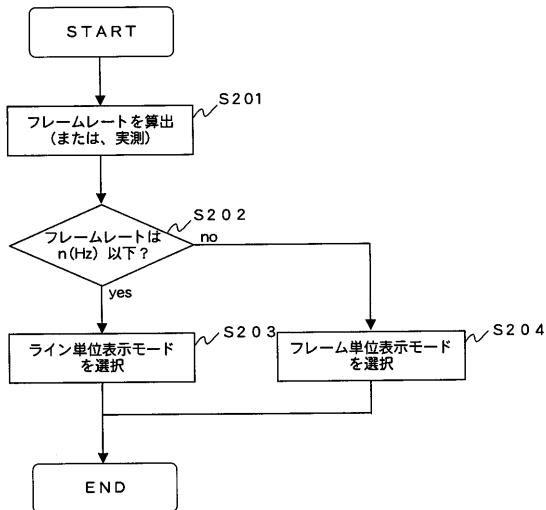 START
S201
フレームレートを算出
(または、実測)
S202
フレームレートは
n(Hz) 以下?
no
yes
S203
ライン単位表示モード
を選択
S204
フレーム単位表示モード
を選択
END